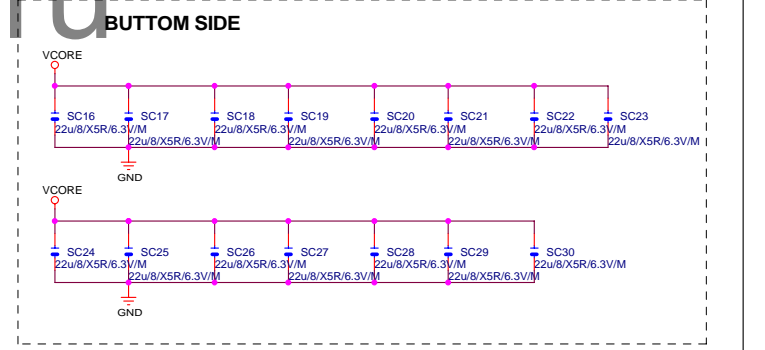 ru
BUTTOM SIDE
VCORE
SC16 SC17 SC18 SC19 SC20 SC21 SC22 SC23
22u/8/X5R/6.3V/M 22u/8/X5R/6.3V/M 22u/8/X5R/6.3V/M 22u/8/X5R/6.3V/M
22u/8/X5R/6.3V/M 22u/8/X5R/6.3V/M 22u/8/X5R/6.3V/M 22u/8/X5R/6.3V/M
GND
VCORE
SC24 SC25 SC26 SC27 SC28 SC29 SC30
22u/8/X5R/6.3V/M 22u/8/X5R/6.3V/M 22u/8/X5R/6.3V/M 22u/8/X5R/6.3V/M
22u/8/X5R/6.3V/M 22u/8/X5R/6.3V/M 22u/8/X5R/6.3V/M
GND